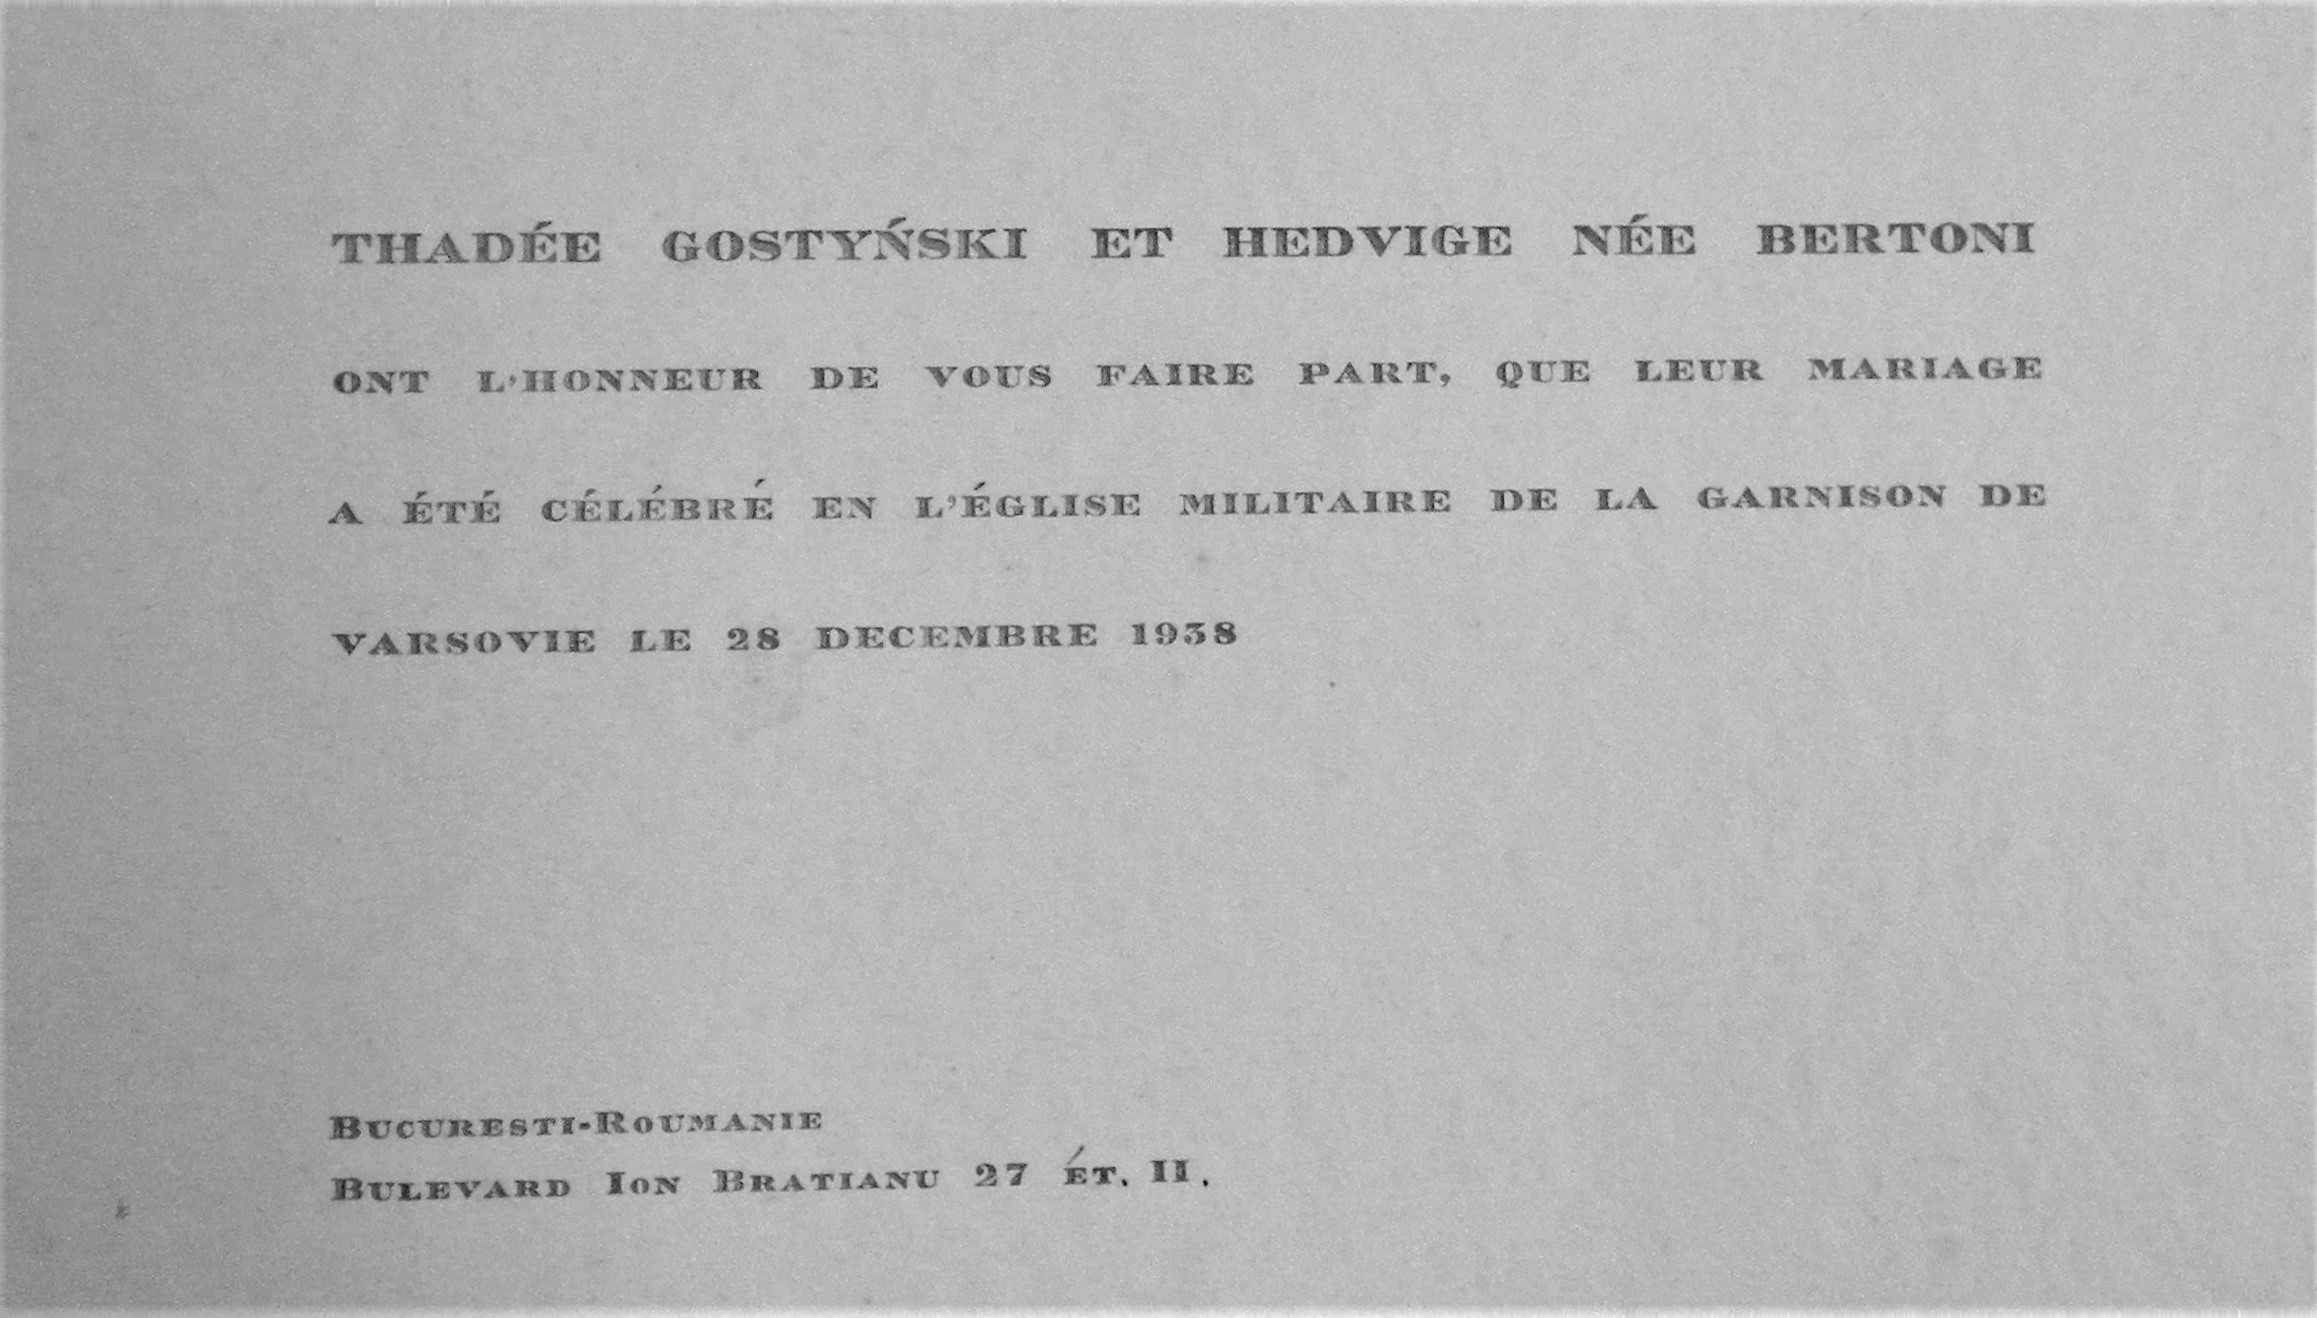 THADÉE GOSTYŃSKI ET HEDVIGE NÉE BERTONI
ONT L'HONNEUR DE VOUS FAIRE PART, QUE LEUR MARIAGE
A ÉTÉ CÉLÉBRÉ EN L'ÉGLISE MILITAIRE DE LA GARNISON DE
VARSOVIE LE 28 DECEMBRE 1938
BUCURESTI-ROUMANIE
BULEVARD ION BRATIANU 27 ÉT. II.